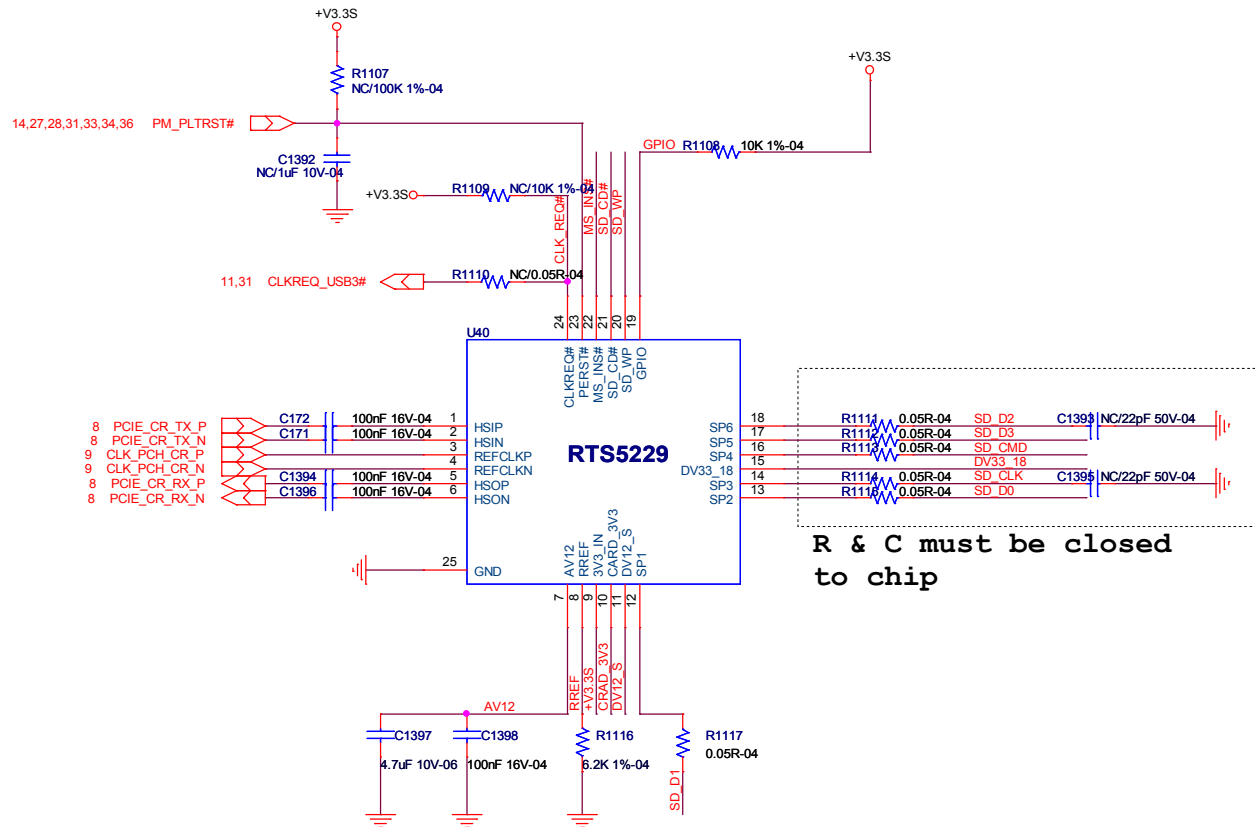 +V3.3S
R1107
NC/100K 1%-04
+V3.3S
14,27,28,31,33,34,36 PM_PLTRST#
GPIO R1108 10K 1%-04
C1392
NC/1uF 10V-04
+V3.3S R1109 NC/10K 1%-04
CLK_REQ#
MS_INS#
SD_CD#
SD_WP
11,31 CLKREQ_USB3# R1110 NC/0.05R-04
24
23
22
21
20
19
U40
CLKREQ#
PERST#
MS_INS#
SD_CD#
SD_WP
GPIO
8 PCIE_CR_TX_P C172 100nF 16V-04 1 HSIP
8 PCIE_CR_TX_N C171 100nF 16V-04 2 HSIN
9 CLK_PCH_CR_P 3 REFCLKP
9 CLK_PCH_CR_N 4 REFCLKN
8 PCIE_CR_RX_P C1394 100nF 16V-04 5 HSOP
8 PCIE_CR_RX_N C1396 100nF 16V-04 6 HSON
RTS5229
SP6 18 R1111 0.05R-04 SD_D2 C1393 NC/22pF 50V-04
SP5 17 R1112 0.05R-04 SD_D3
SP4 16 R1113 0.05R-04 SD_CMD
DV33_18 15 DV33_18
SP3 14 R1114 0.05R-04 SD_CLK C1395 NC/22pF 50V-04
SP2 13 R1115 0.05R-04 SD_D0
R & C must be closed
to chip
25 GND
AV12
RREF
3V3_IN
CARD_3V3
DV12_S
SP1
7
8
9
10
11
12
RREF
+V3.3S
CRAD_3V3
DV12_S
AV12
C1397
4.7uF 10V-06
C1398
100nF 16V-04
R1116
6.2K 1%-04
R1117
0.05R-04
SD_D1